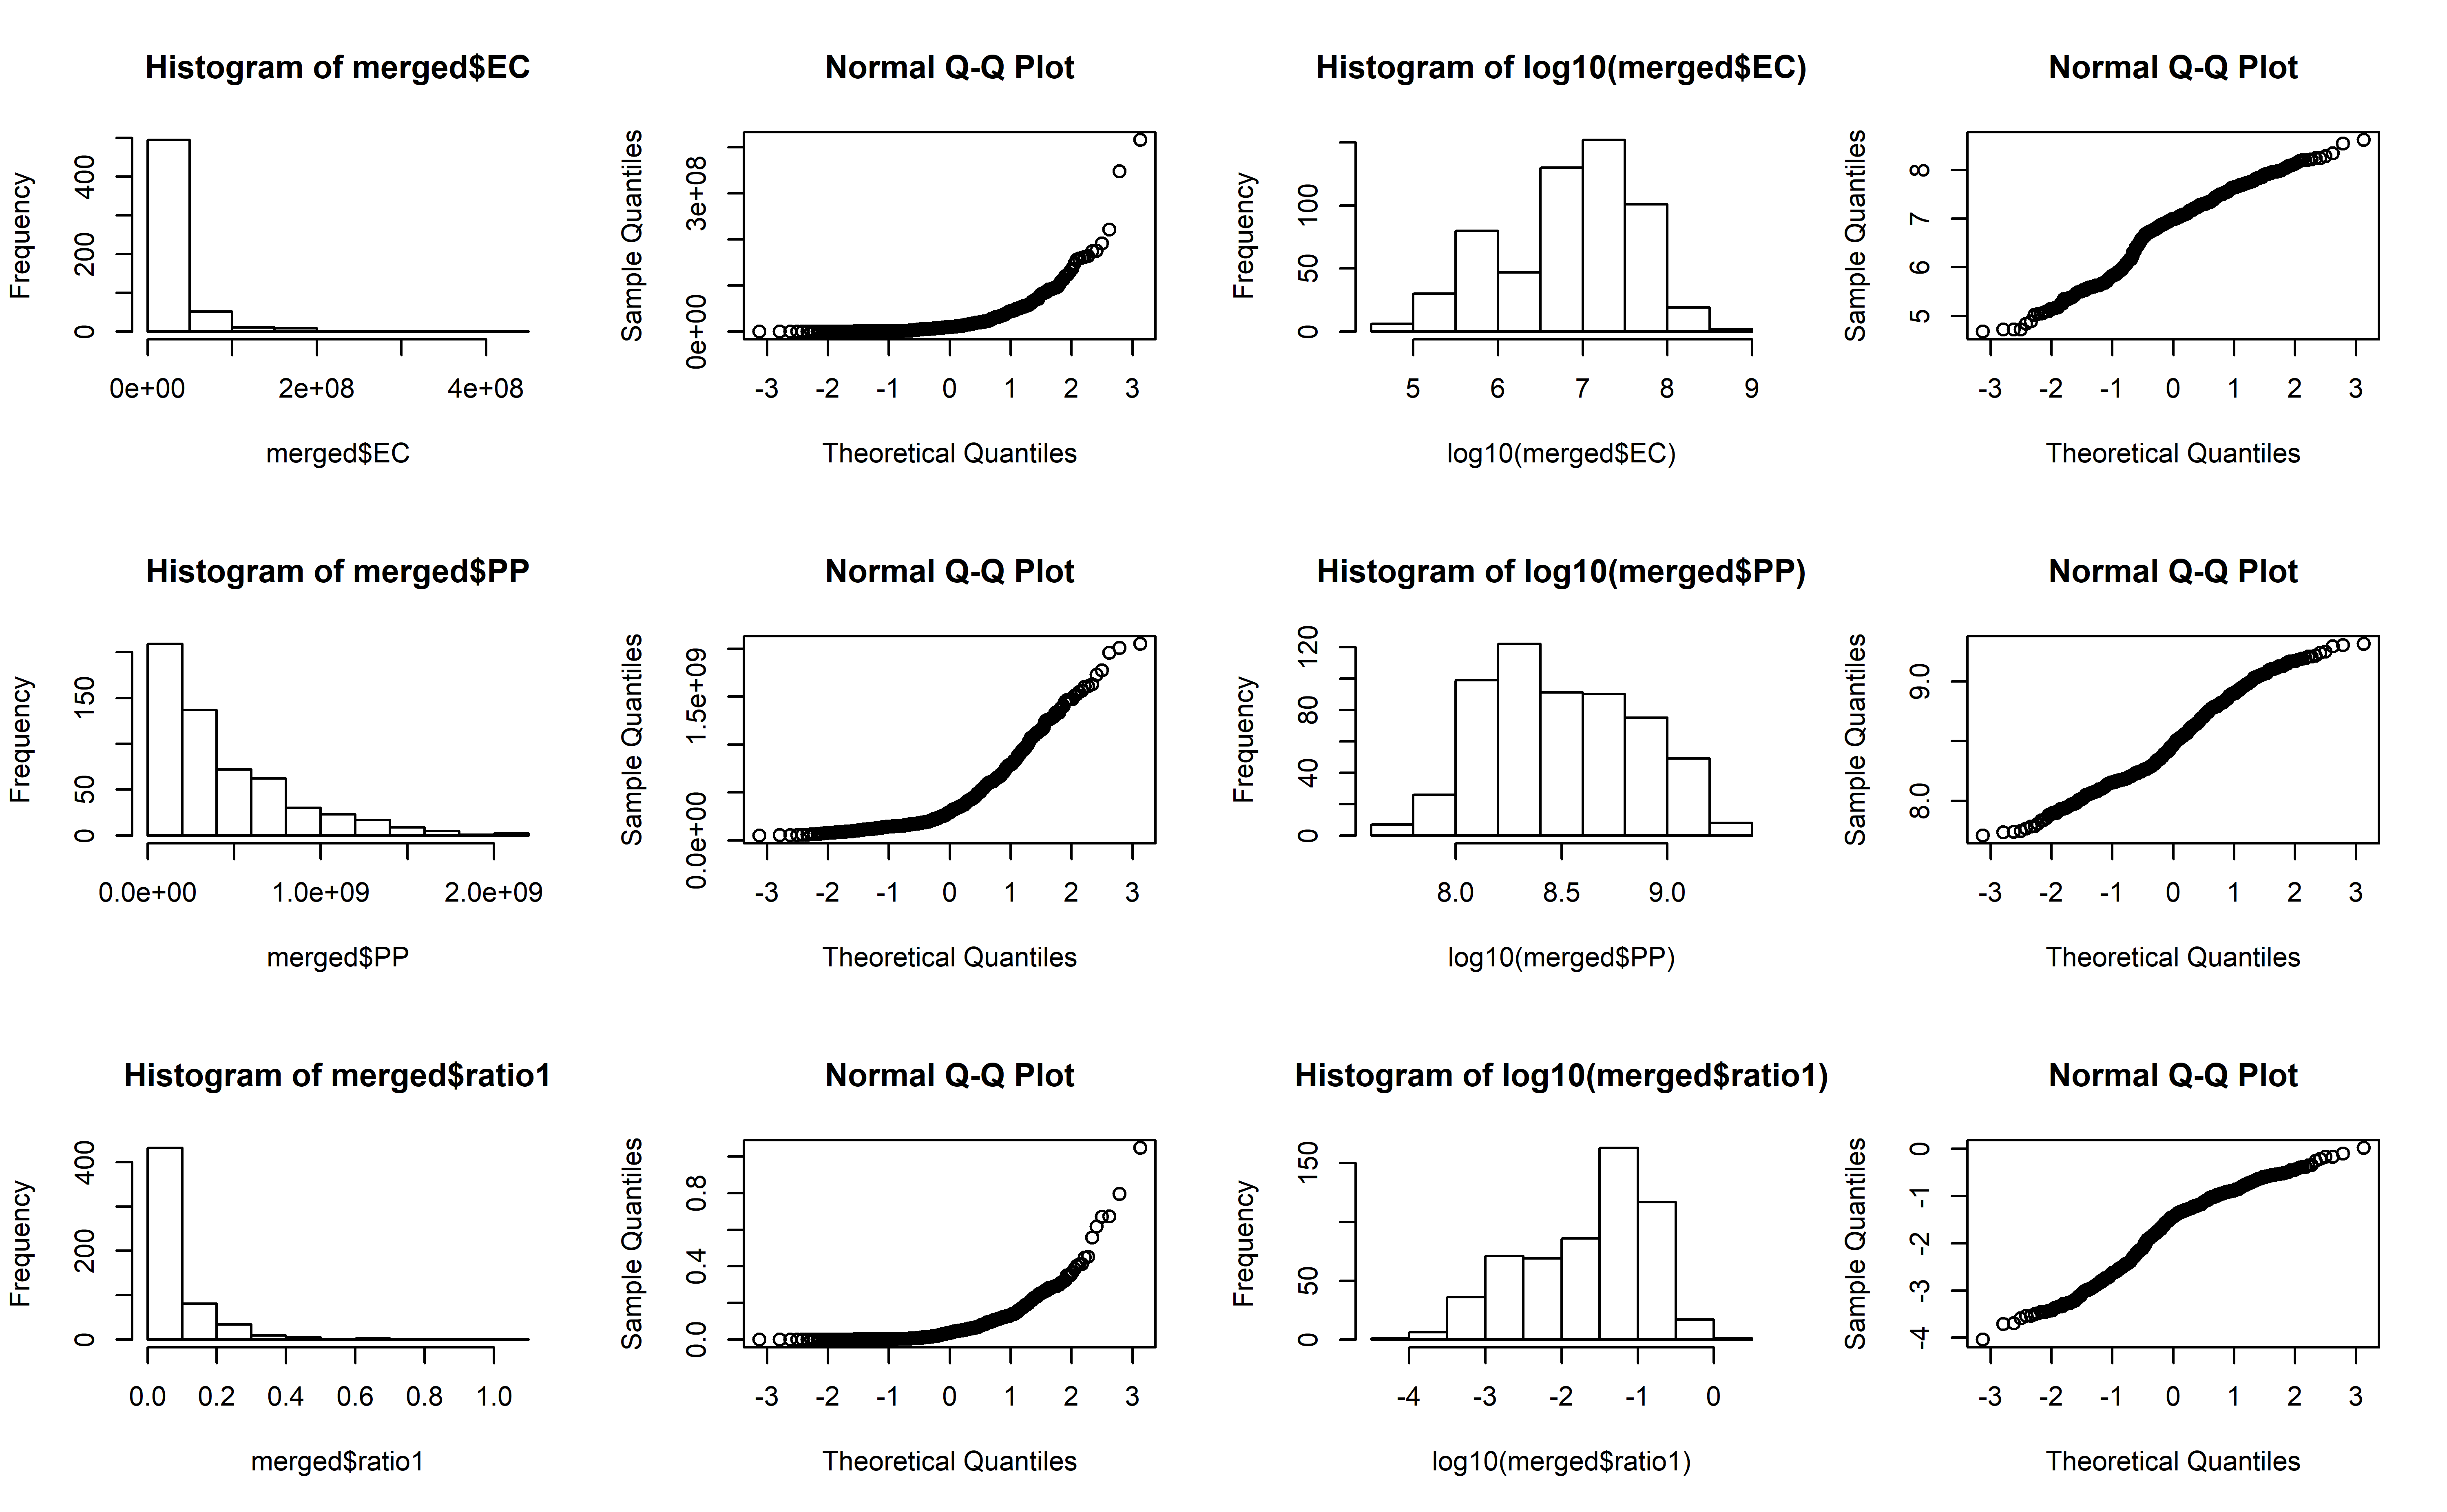 Histogram of merged$EC
Frequency
0 200 400
0e+00 2e+08 4e+08
merged$EC
Normal Q-Q Plot
Sample Quantiles
0e+00 3e+08
-3 -2 -1 0 1 2 3
Theoretical Quantiles
Histogram of log10(merged$EC)
Frequency
0 50 100
5 6 7 8 9
log10(merged$EC)
Normal Q-Q Plot
Sample Quantiles
5 6 7 8
-3 -2 -1 0 1 2 3
Theoretical Quantiles
Histogram of merged$PP
Frequency
0 50 150
0.0e+00 1.0e+09 2.0e+09
merged$PP
Normal Q-Q Plot
Sample Quantiles
0.0e+00 1.5e+09
-3 -2 -1 0 1 2 3
Theoretical Quantiles
Histogram of log10(merged$PP)
Frequency
0 40 80 120
8.0 8.5 9.0
log10(merged$PP)
Normal Q-Q Plot
Sample Quantiles
8.0 9.0
-3 -2 -1 0 1 2 3
Theoretical Quantiles
Histogram of merged$ratio1
Frequency
0 200 400
0.0 0.2 0.4 0.6 0.8 1.0
merged$ratio1
Normal Q-Q Plot
Sample Quantiles
0.0 0.4 0.8
-3 -2 -1 0 1 2 3
Theoretical Quantiles
Histogram of log10(merged$ratio1)
Frequency
0 50 150
-4 -3 -2 -1 0
log10(merged$ratio1)
Normal Q-Q Plot
Sample Quantiles
-4 -3 -2 -1 0
-3 -2 -1 0 1 2 3
Theoretical Quantiles